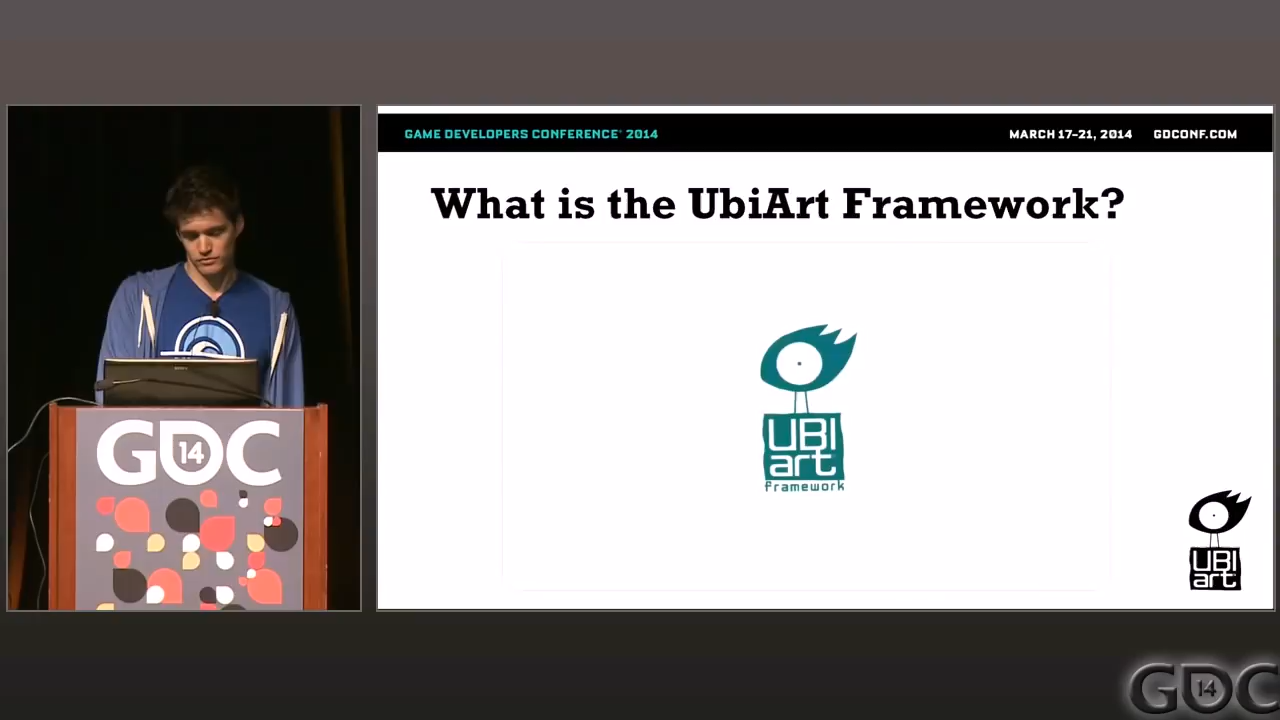 GAME DEVELOPERS CONFERENCE® 2014
MARCH 17–21, 2014 GDCONF.COM
What is the UbiArt Framework?
UBI
art
framework
UBI
art
GDC
14
GDC
14